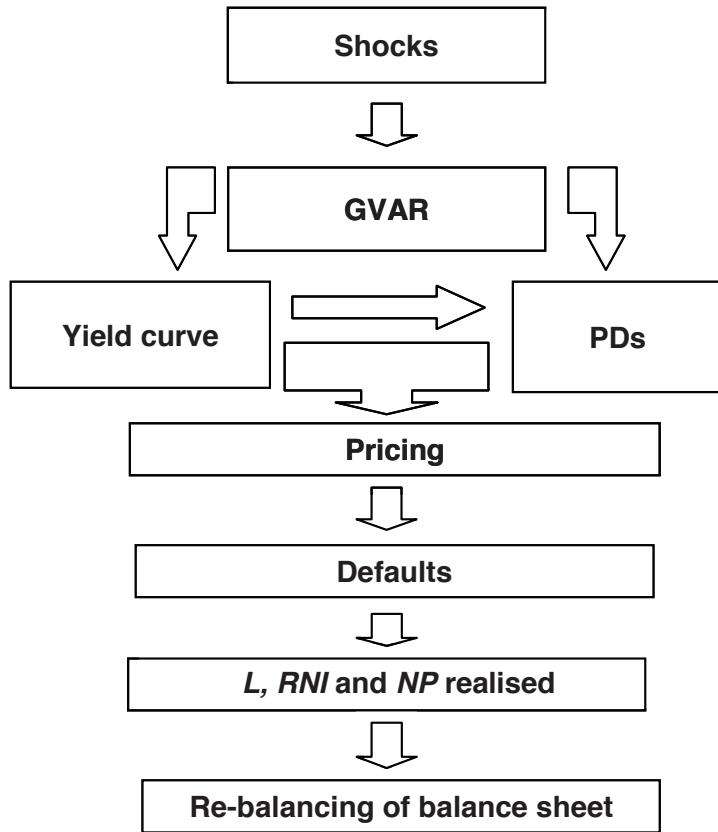 Shocks
GVAR
Yield curve
PDs
Pricing
Defaults
L, RNI and NP realised
Re-balancing of balance sheet